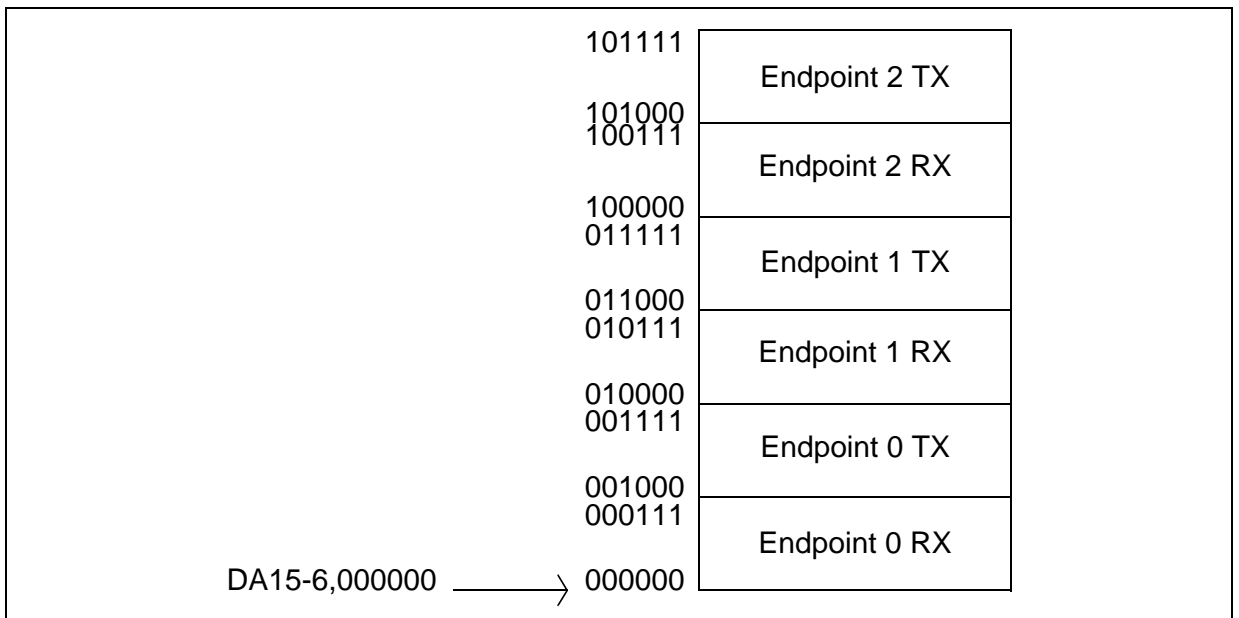 101111
Endpoint 2 TX
101000
100111
Endpoint 2 RX
100000
011111
Endpoint 1 TX
011000
010111
Endpoint 1 RX
010000
001111
Endpoint 0 TX
001000
000111
Endpoint 0 RX
DA15-6,000000 000000